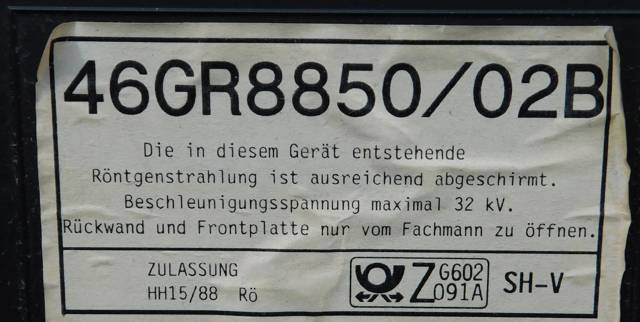 46GR8850/02B
Die in diesem Gerät entstehende
Röntgenstrahlung ist ausreichend abgeschirmt.
Beschleunigungsspannung maximal 32 kV.
Rückwand und Frontplatte nur vom Fachmann zu öffnen.
ZULASSUNG
HH15/88 Rö
Z G602 091A
SH-V